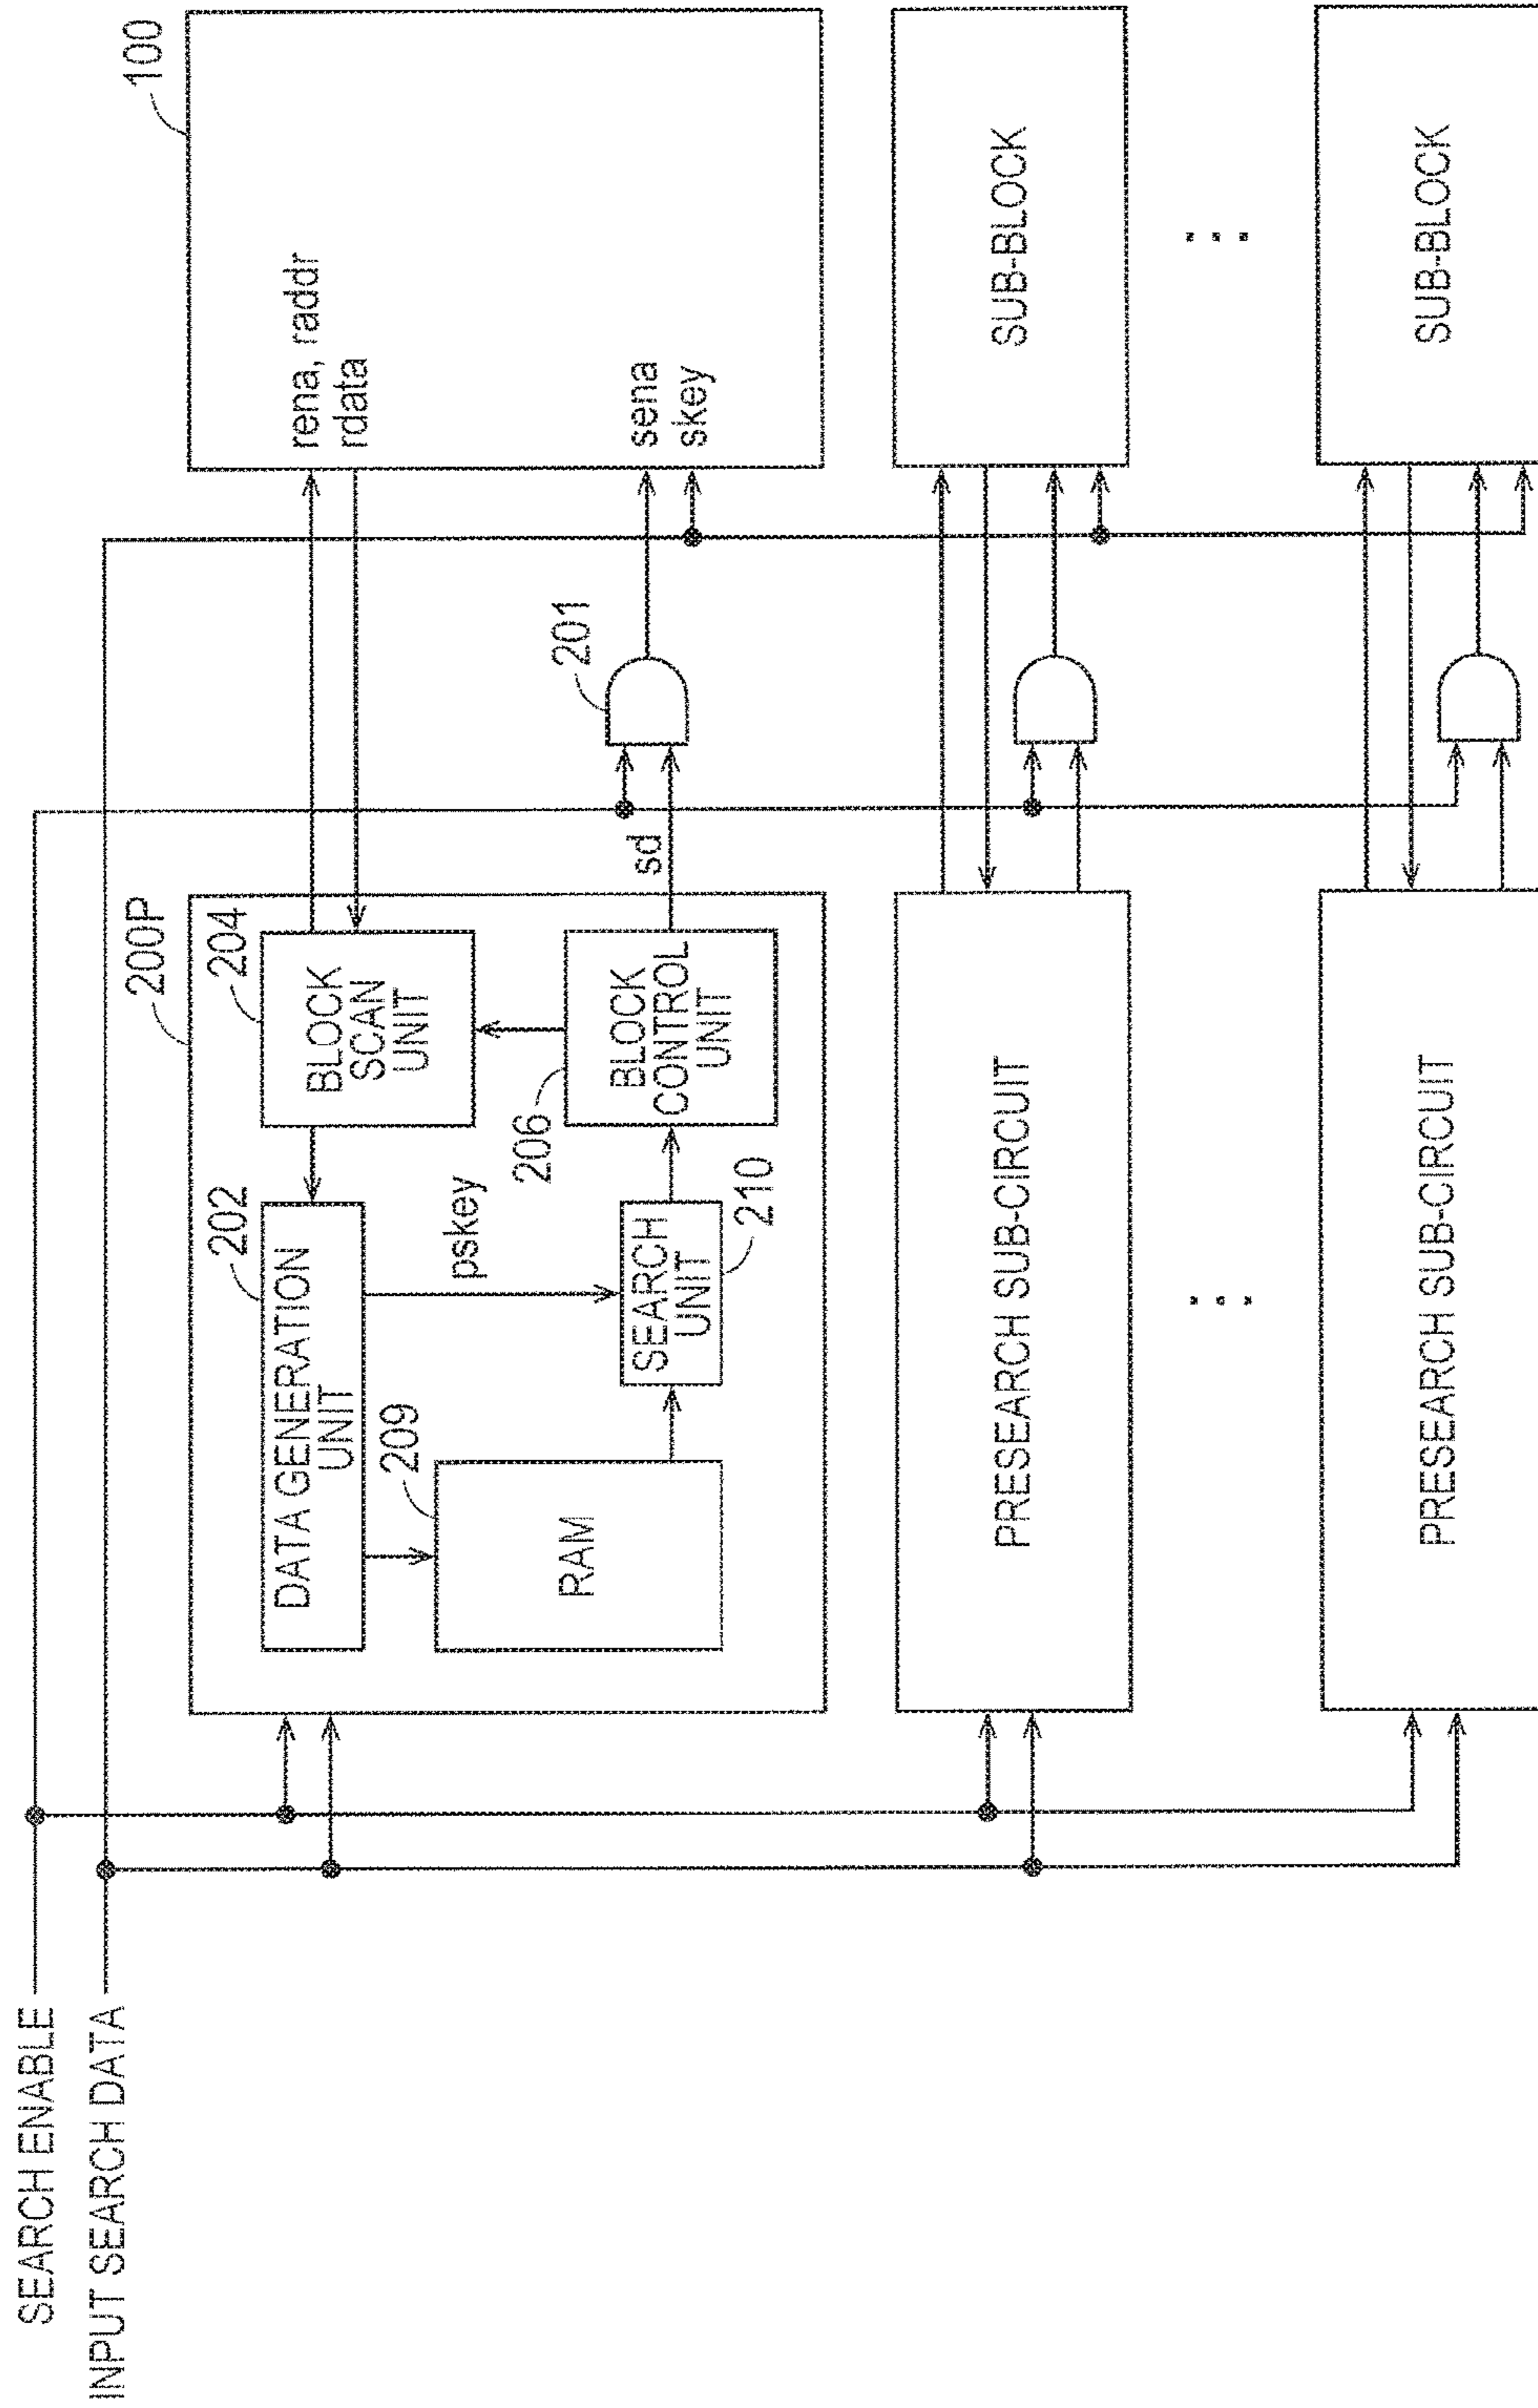 SEARCH ENABLE
INPUT SEARCH DATA
200P
100
202
DATA GENERATION
UNIT
204
BLOCK
SCAN
UNIT
rena, raddr
rdata
209
RAM
pskey
SEARCH
UNIT
210
206
BLOCK
CONTROL
UNIT
sd
201
sena
skey
PRESEARCH SUB-CIRCUIT
SUB-BLOCK
...
...
PRESEARCH SUB-CIRCUIT
SUB-BLOCK